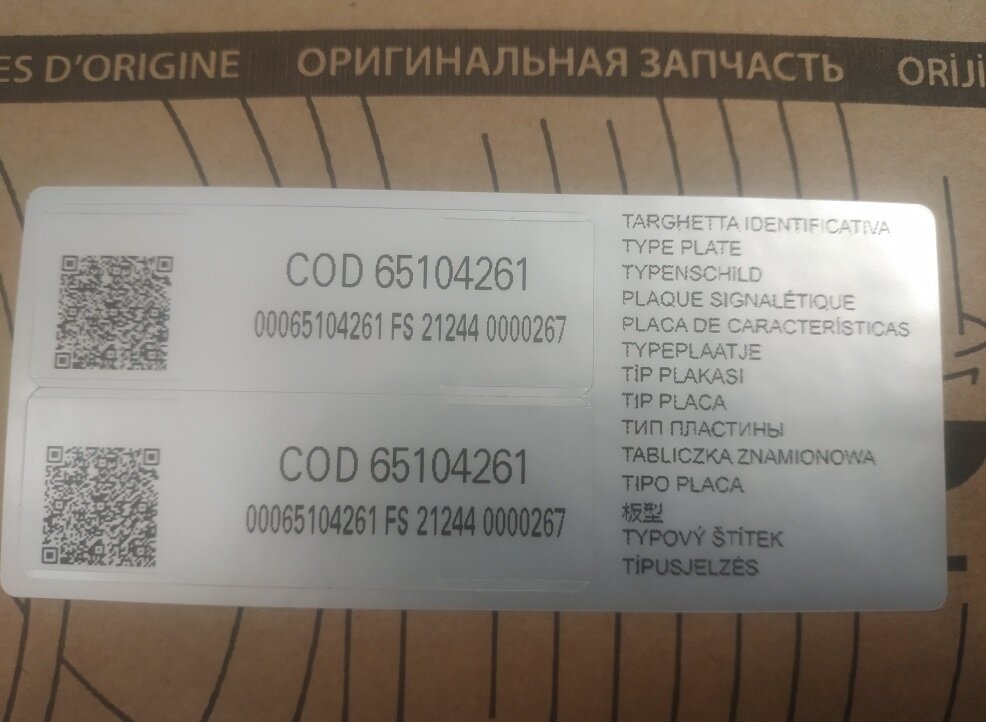 ES D'ORIGINE ОРИГИНАЛЬНАЯ ЗАПЧАСТЬ ORİJİ
COD 65104261
00065104261 FS 21244 0000267
COD 65104261
00065104261 FS 21244 0000267
TARGHETTA IDENTIFICATIVA
TYPE PLATE
TYPENSCHILD
PLAQUE SIGNALÉTIQUE
PLACA DE CARACTERÍSTICAS
TYPEPLAATJE
TİP PLAKASI
TIP PLACA
ТИП ПЛАСТИНЫ
TABLICZKA ZNAMIONOWA
TIPO PLACA
板型
TYPOVÝ ŠTÍTEK
TÍPUSJELZÉS